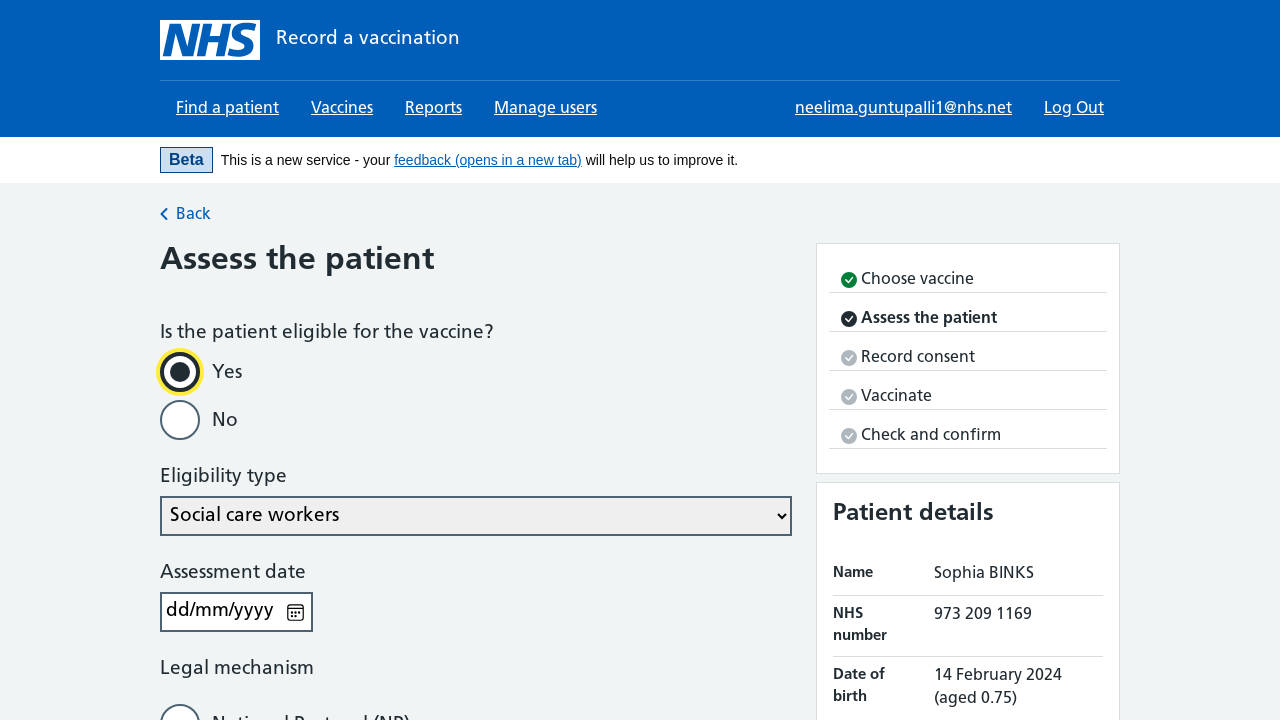 NHS Record a vaccination
Find a patient Vaccines Reports Manage users neelima.guntupalli1@nhs.net Log Out
Beta This is a new service - your feedback (opens in a new tab) will help us to improve it.
Back
Assess the patient
Is the patient eligible for the vaccine?
Yes
No
Eligibility type
Social care workers
Assessment date
dd/mm/yyyy
Legal mechanism
National Protocol (NP)
Choose vaccine
Assess the patient
Record consent
Vaccinate
Check and confirm
Patient details
Name Sophia BINKS
NHS number 973 209 1169
Date of birth 14 February 2024 (aged 0.75)